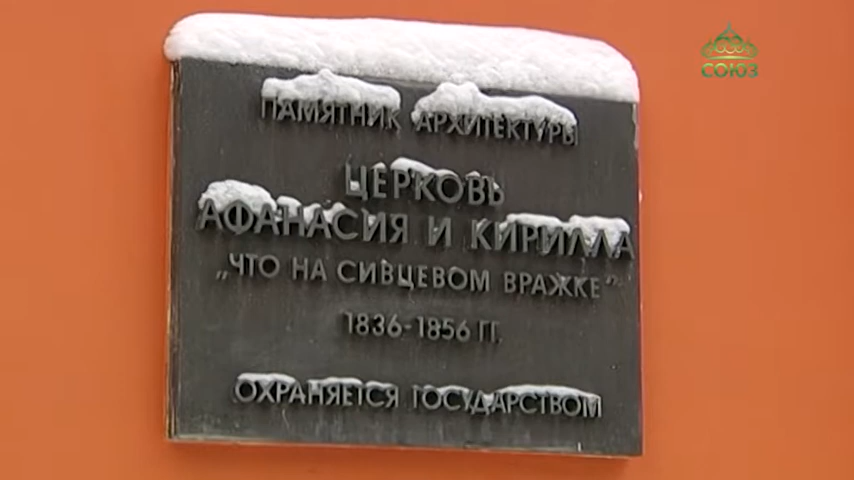 СОЮЗ
ПАМЯТНИК АРХИТЕКТУРЫ
ЦЕРКОВЬ
АФАНАСИЯ И КИРИЛЛА
„ЧТО НА СИВЦЕВОМ ВРАЖКЕ”
1836-1856 ГГ.
ОХРАНЯЕТСЯ ГОСУДАРСТВОМ